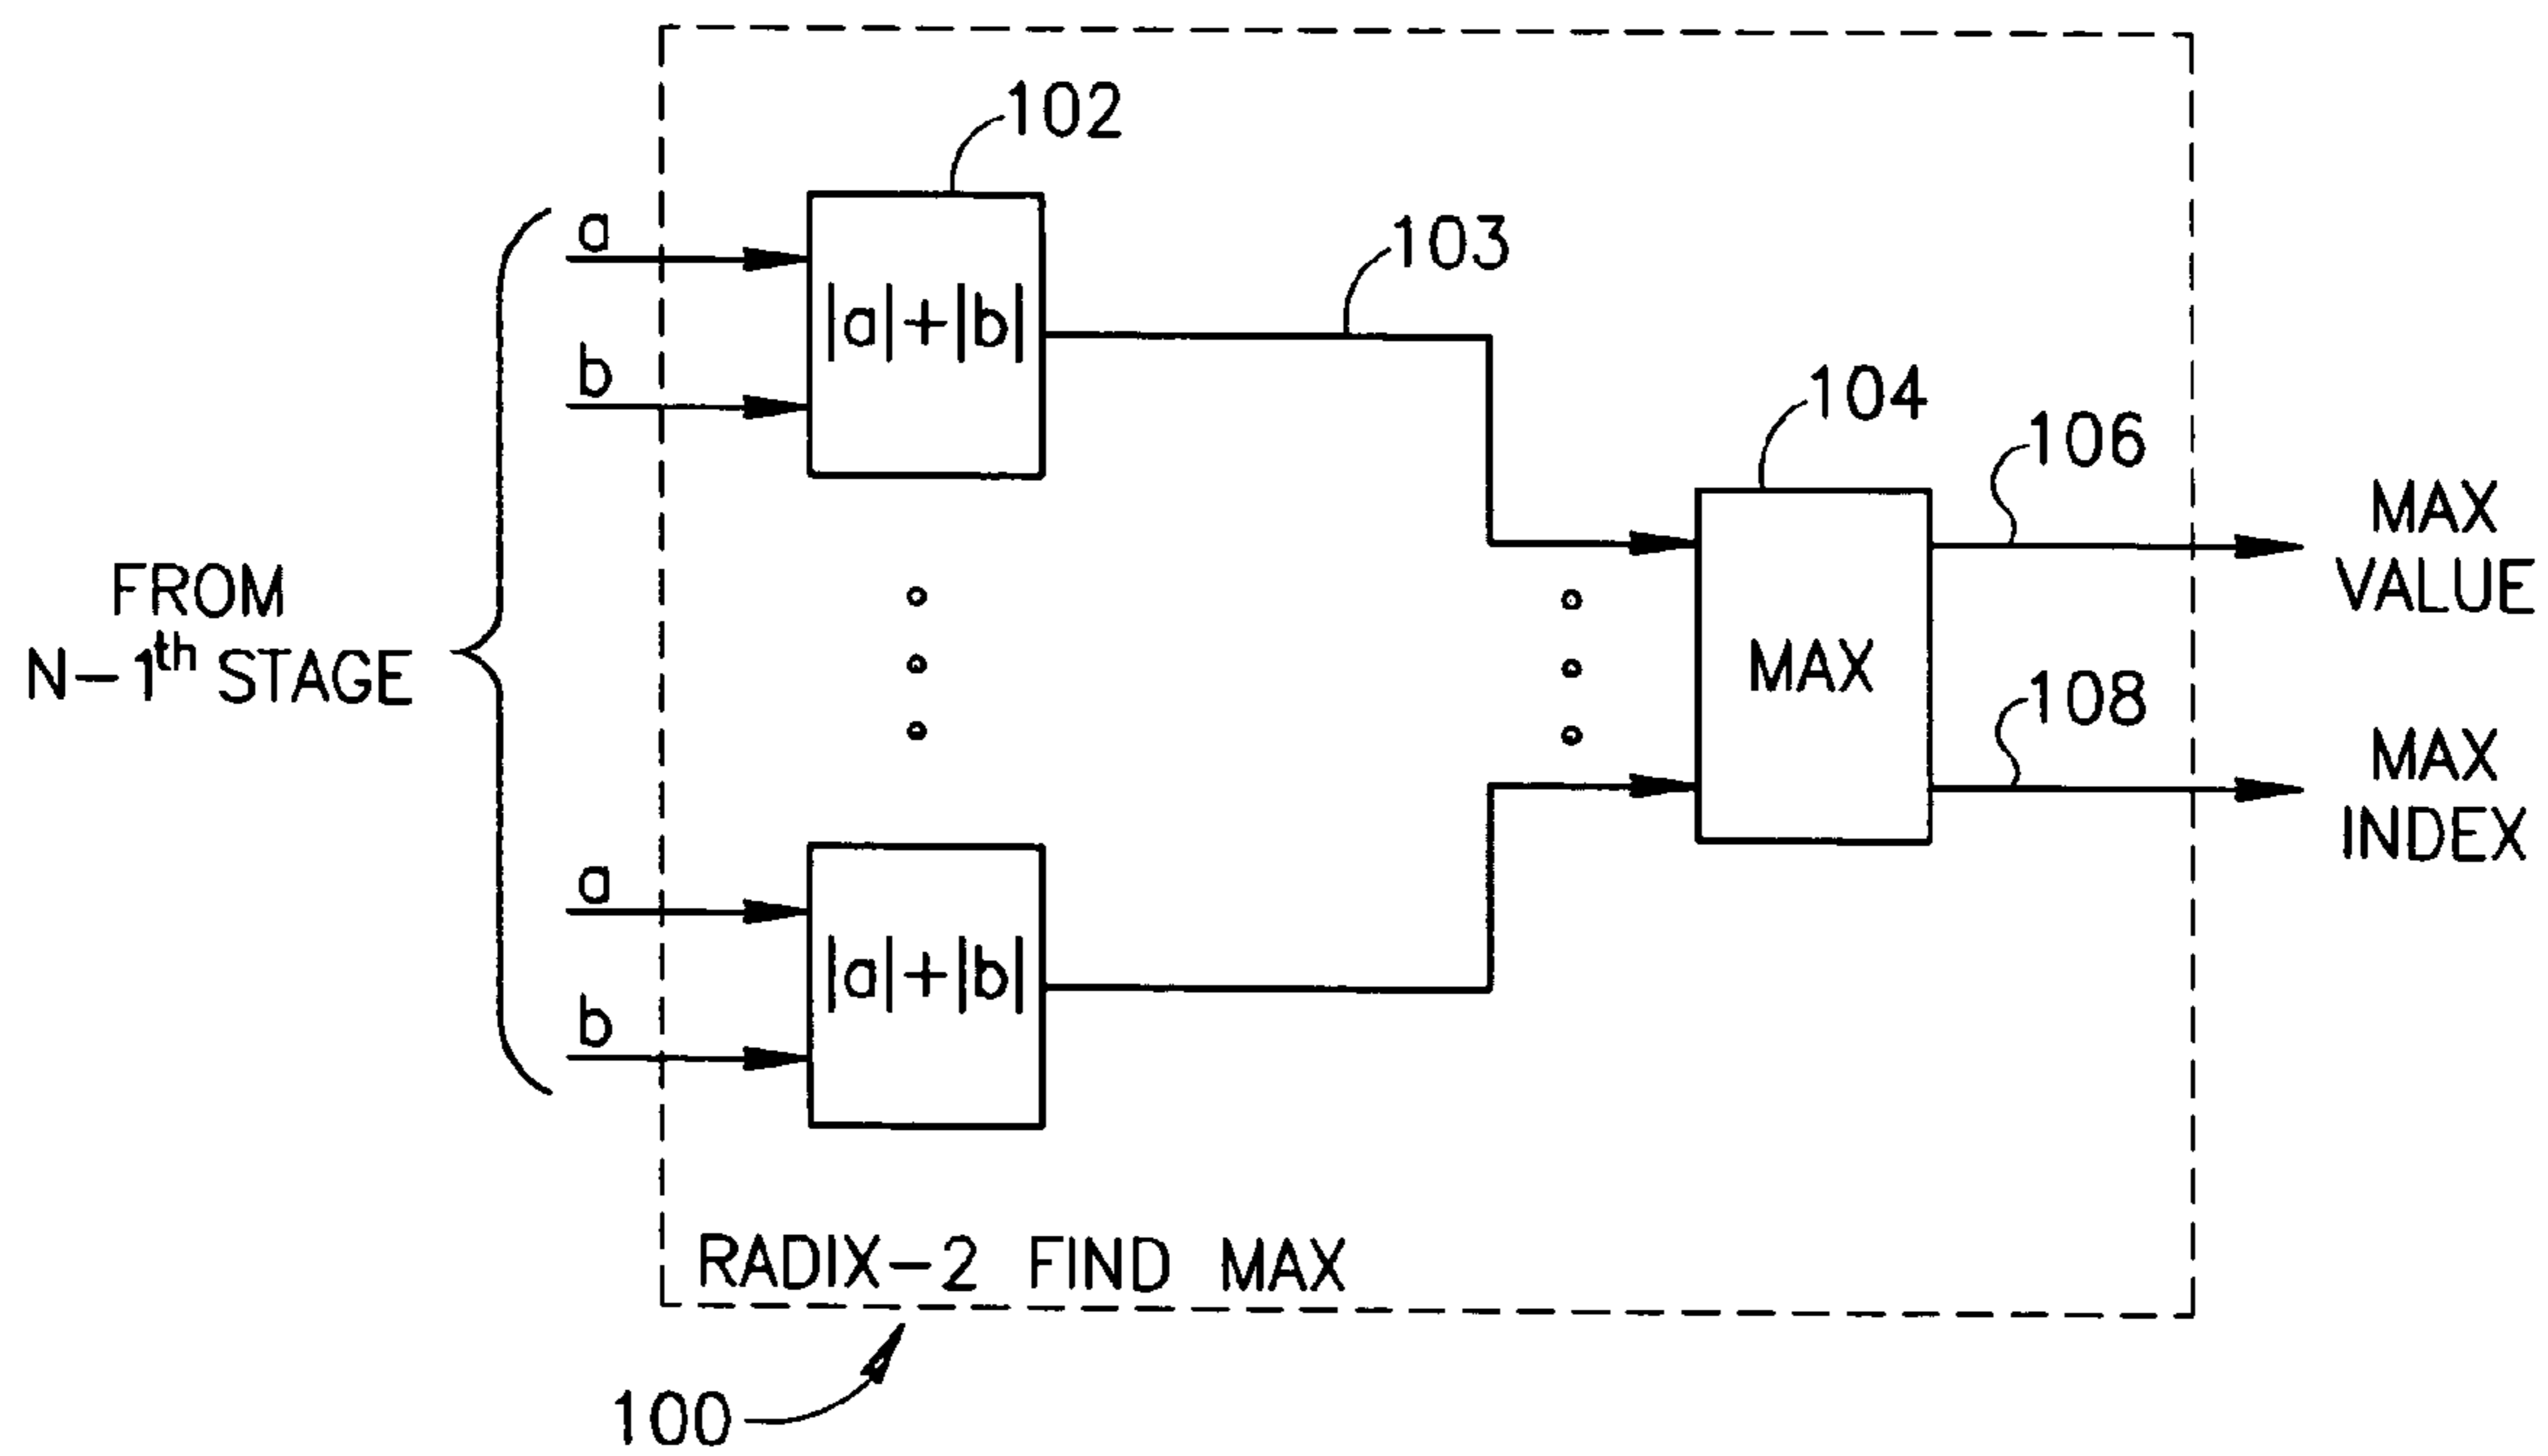 102
a
103
|a|+|b|
b
104
106
MAX
VALUE
FROM
N-1th STAGE
MAX
108
MAX
INDEX
a
|a|+|b|
b
RADIX-2 FIND MAX
100